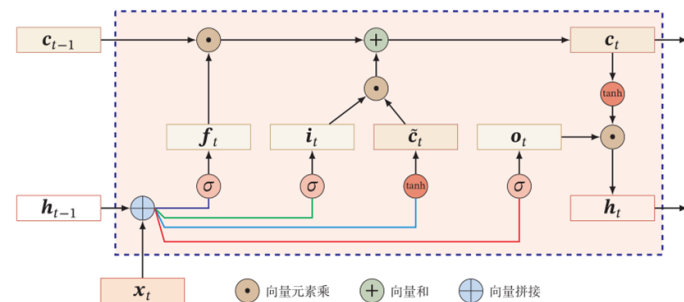 c_{t-1} c_t
tanh
f_t i_t c̃_t o_t
σ σ tanh σ
h_{t-1} h_t
x_t 向量元素乘 向量和 向量拼接